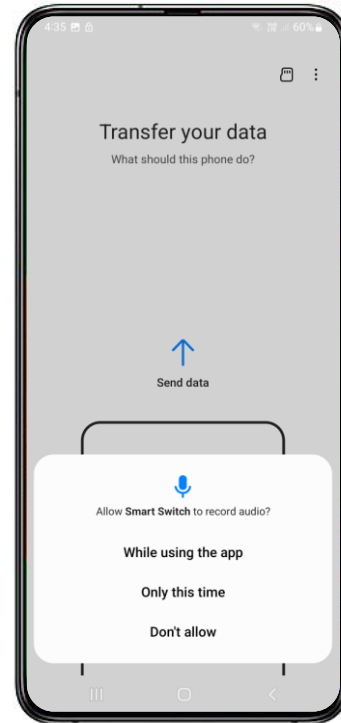 4:35
60%
Transfer your data
What should this phone do?
Send data
Allow Smart Switch to record audio?
While using the app
Only this time
Don't allow